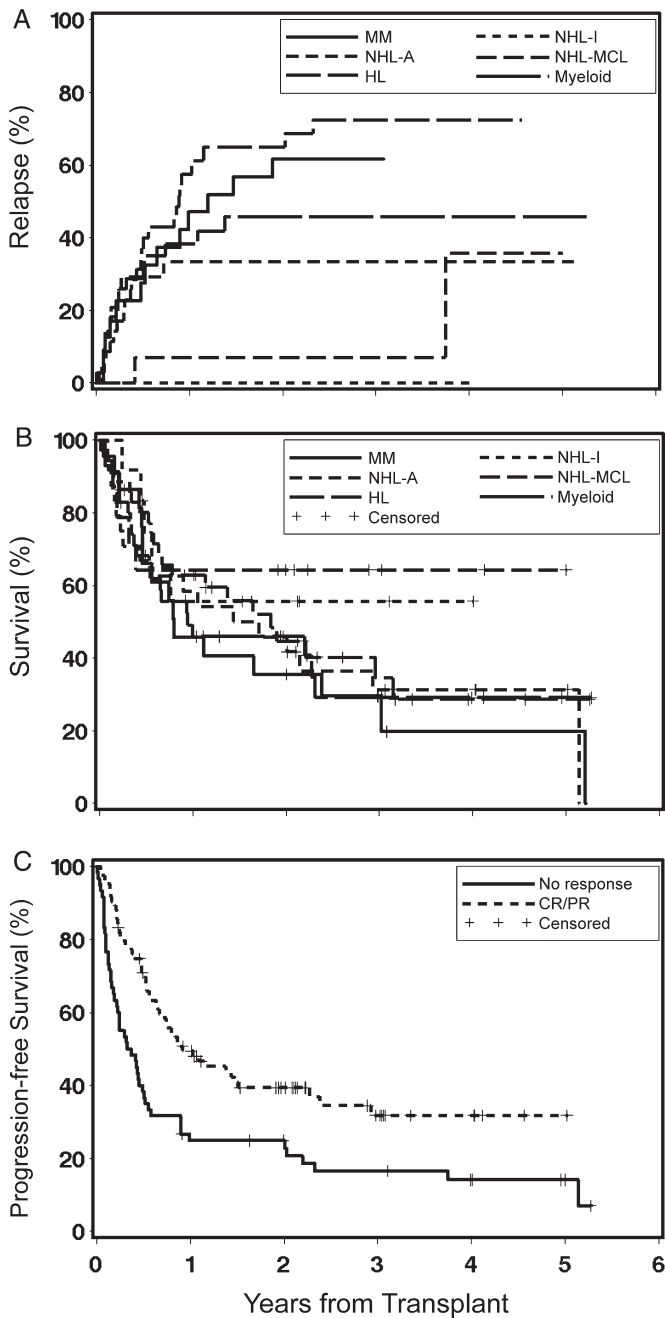 A
Relapse (%)
100
80
60
40
20
0
MM
NHL-I
NHL-A
NHL-MCL
HL
Myeloid
B
Survival (%)
100
80
60
40
20
0
MM
NHL-I
NHL-A
NHL-MCL
HL
Myeloid
+ + + Censored
C
Progression-free Survival (%)
100
80
60
40
20
0
No response
CR/PR
+ + + Censored
0 1 2 3 4 5 6
Years from Transplant